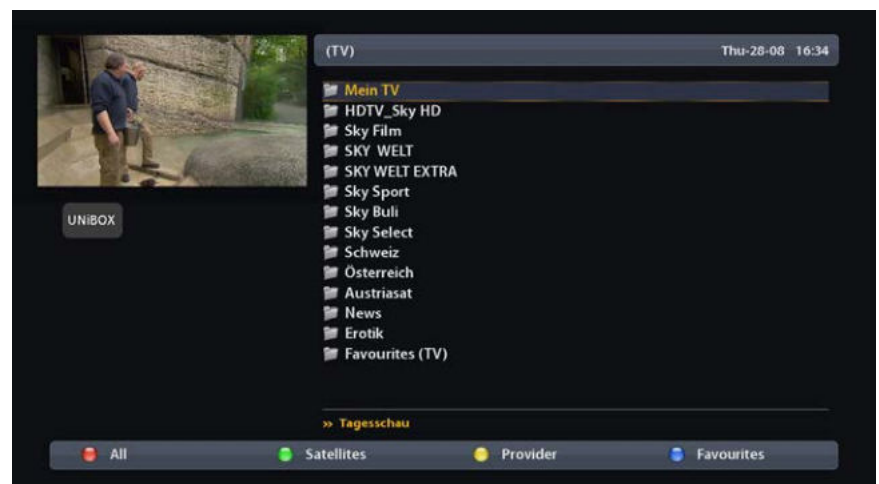 (TV) Thu-28-08 16:34
Mein TV
HDTV_Sky HD
Sky Film
SKY WELT
SKY WELT EXTRA
Sky Sport
Sky Buli
Sky Select
Schweiz
Österreich
Austriasat
News
Erotik
Favourites (TV)
UNiBOX
» Tagesschau
All Satellites Provider Favourites